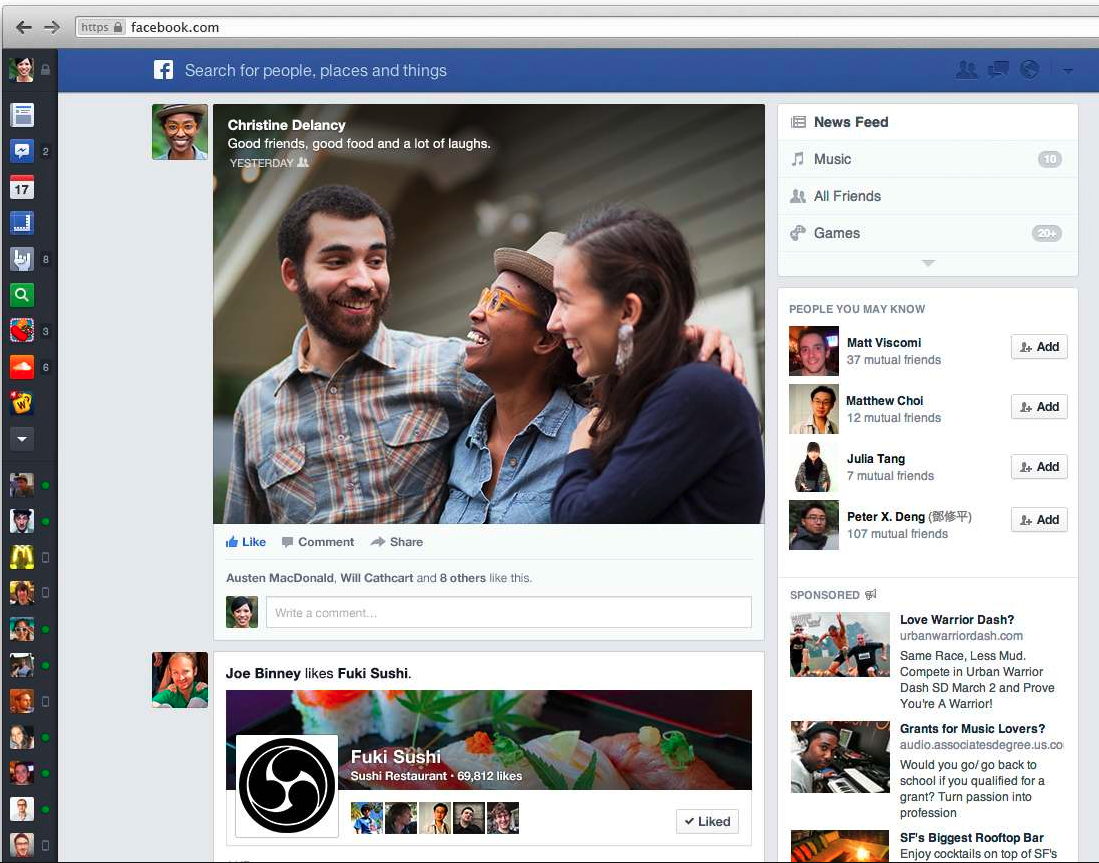 https facebook.com
f Search for people, places and things
2
17
8
3
6
W
Christine Delancy
Good friends, good food and a lot of laughs.
YESTERDAY
Like Comment Share
Austen MacDonald, Will Cathcart and 8 others like this.
Write a comment...
Joe Binney likes Fuki Sushi.
Fuki Sushi
Sushi Restaurant · 69,812 likes
Liked
News Feed
Music 10
All Friends
Games 20+
PEOPLE YOU MAY KNOW
Matt Viscomi
37 mutual friends
Add
Matthew Choi
12 mutual friends
Add
Julia Tang
7 mutual friends
Add
Peter X. Deng (鄧修平)
107 mutual friends
Add
SPONSORED
Love Warrior Dash?
urbanwarriordash.com
Same Race, Less Mud.
Compete in Urban Warrior
Dash SD March 2 and Prove
You're A Warrior!
Grants for Music Lovers?
audio.associatesdegree.us.co
Would you go/ go back to
school if you qualified for a
grant? Turn passion into
profession
SF's Biggest Rooftop Bar
Enjoy cocktails on top of SF's